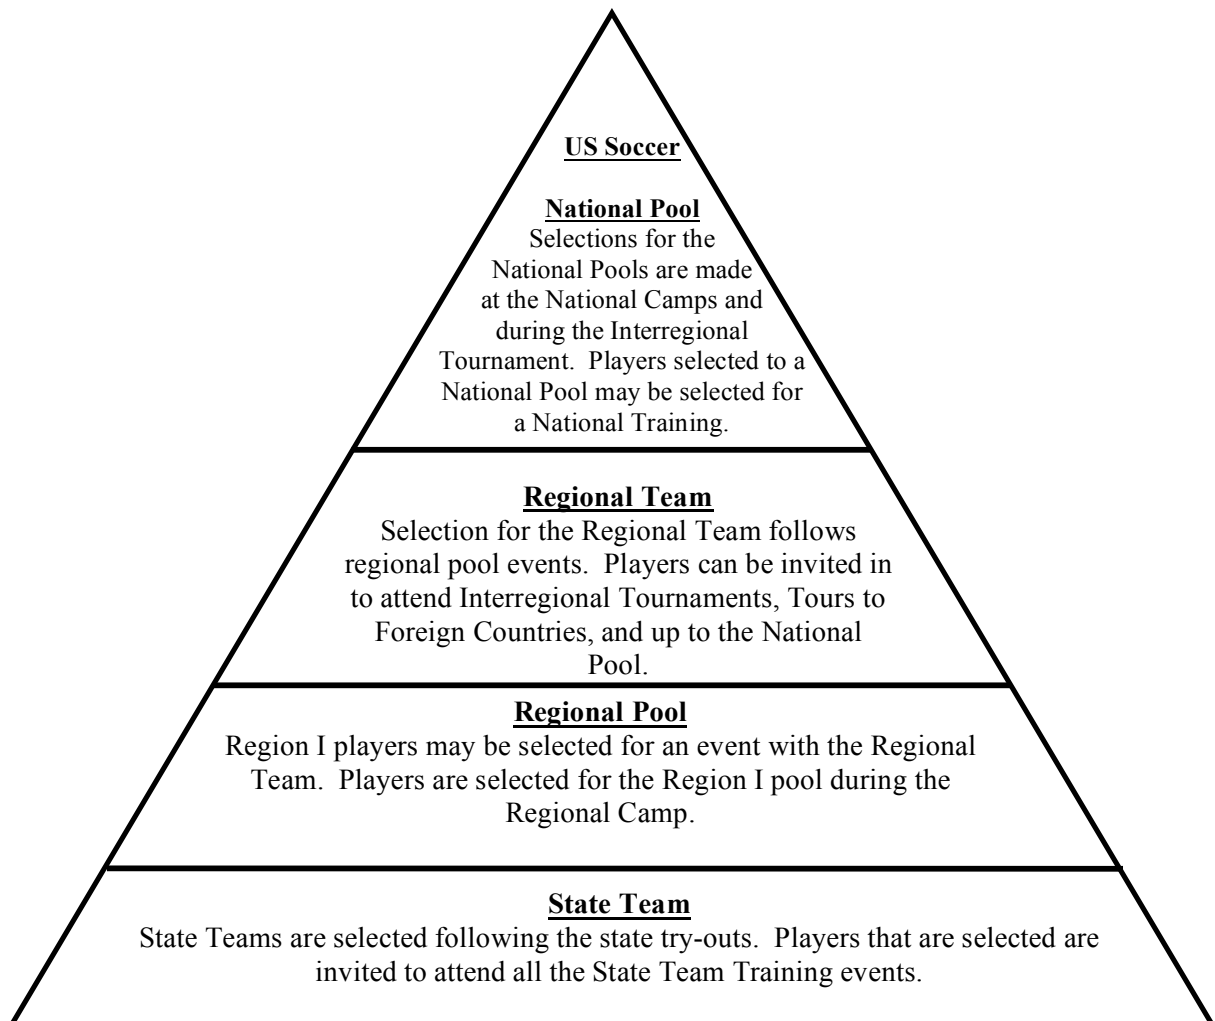 US Soccer
National Pool
Selections for the
National Pools are made
at the National Camps and
during the Interregional
Tournament.  Players selected to a
National Pool may be selected for
a National Training.
Regional Team
Selection for the Regional Team follows
regional pool events.  Players can be invited in
to attend Interregional Tournaments, Tours to
Foreign Countries, and up to the National
Pool.
Regional Pool
Region I players may be selected for an event with the Regional
Team.  Players are selected for the Region I pool during the
Regional Camp.
State Team
State Teams are selected following the state try-outs.  Players that are selected are
invited to attend all the State Team Training events.